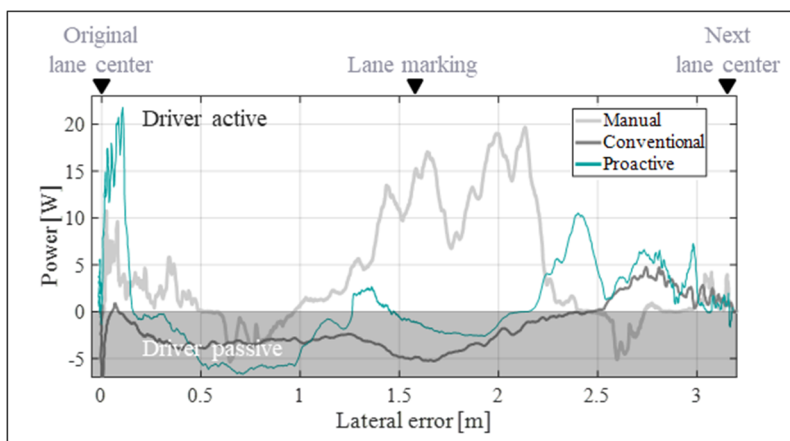 Original
lane center
Lane marking
Next
lane center
Driver active
Manual
Conventional
Proactive
Driver passive
Power [W]
20
15
10
5
0
-5
0
0.5
1
1.5
2
2.5
3
Lateral error [m]